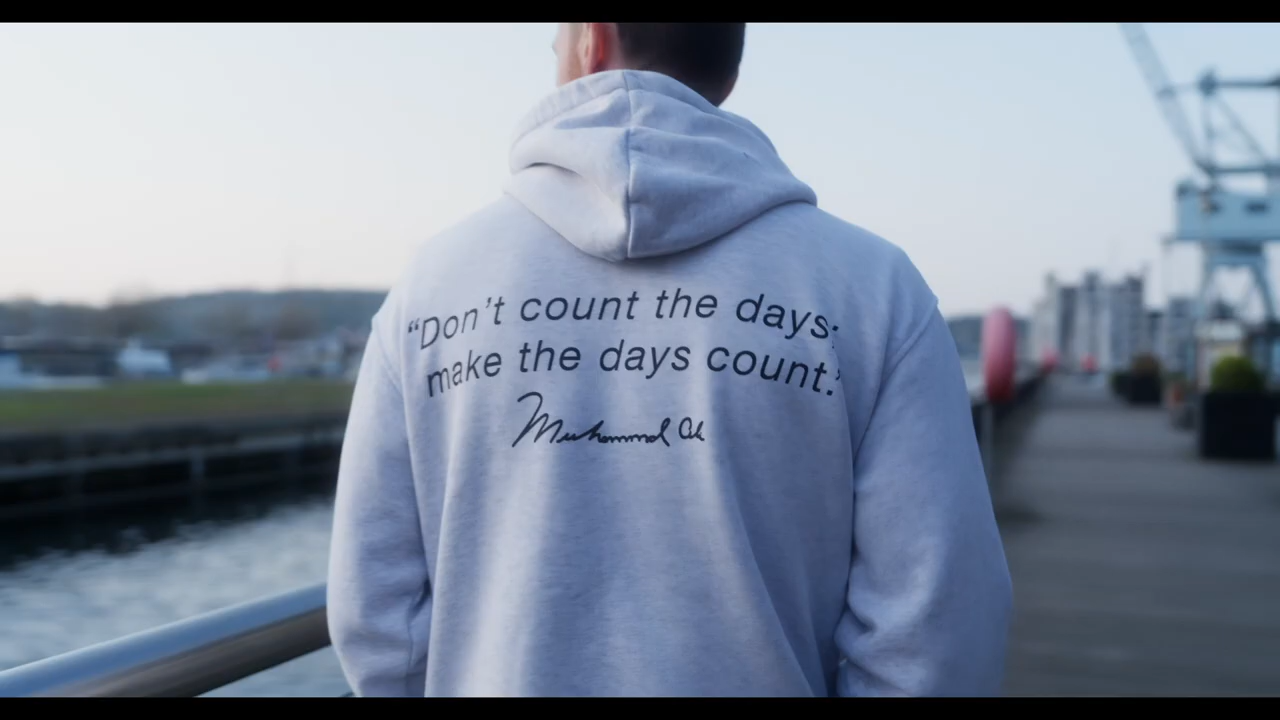 “Don’t count the days;
make the days count.”
Muhammad Ali